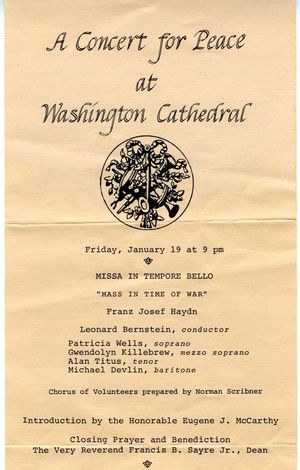 A Concert for Peace
at
Washington Cathedral
Friday, January 19 at 9 pm
MISSA IN TEMPORE BELLO
"MASS IN TIME OF WAR"
Franz Josef Haydn
Leonard Bernstein, conductor
Patricia Wells, soprano
Gwendolyn Killebrew, mezzo soprano
Alan Titus, tenor
Michael Devlin, baritone
Chorus of Volunteers prepared by Norman Scribner
Introduction by the Honorable Eugene J. McCarthy
Closing Prayer and Benediction
The Very Reverend Francis B. Sayre Jr., Dean